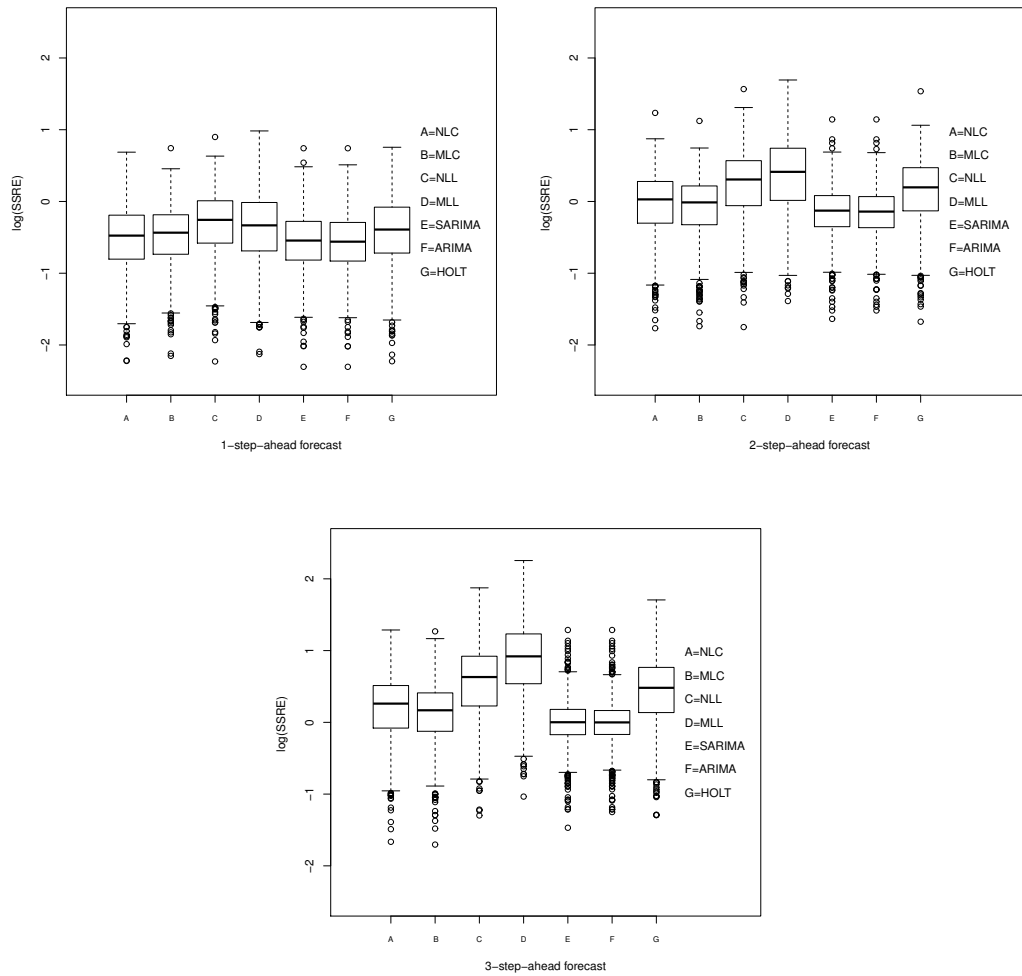 log(SSRE)
2
1
0
−1
−2
A=NLC
B=MLC
C=NLL
D=MLL
E=SARIMA
F=ARIMA
G=HOLT
A B C D E F G
1−step−ahead forecast
log(SSRE)
2
1
0
−1
−2
A=NLC
B=MLC
C=NLL
D=MLL
E=SARIMA
F=ARIMA
G=HOLT
A B C D E F G
2−step−ahead forecast
log(SSRE)
2
1
0
−1
−2
A=NLC
B=MLC
C=NLL
D=MLL
E=SARIMA
F=ARIMA
G=HOLT
A B C D E F G
3−step−ahead forecast